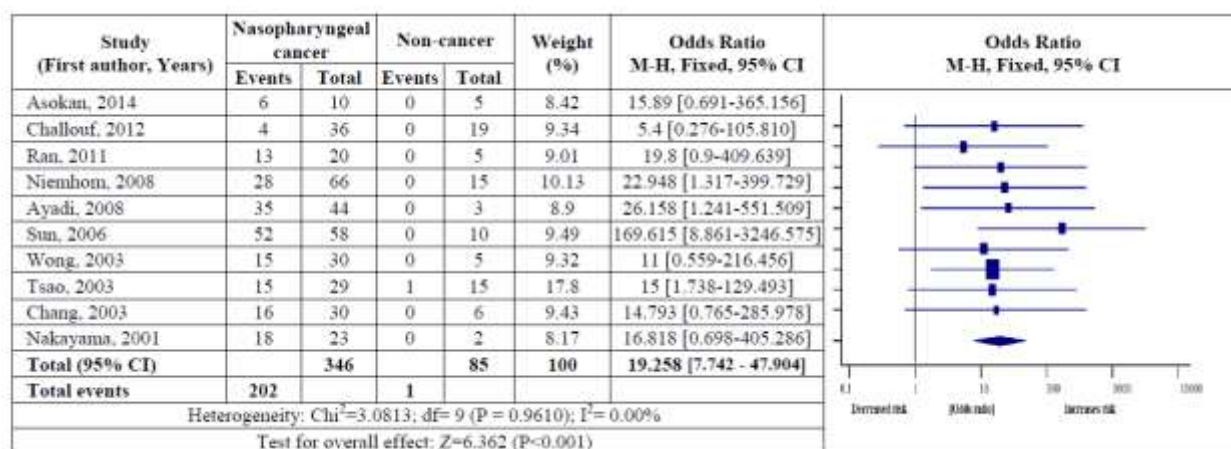 Study (First author, Years) Nasopharyngeal cancer Non-cancer Weight (%) Odds Ratio M-H, Fixed, 95% CI Odds Ratio M-H, Fixed, 95% CI
Events Total Events Total
Asokan, 2014 6 10 0 5 8.42 15.89 [0.691-365.156]
Challouf, 2012 4 36 0 19 9.34 5.4 [0.276-105.810]
Ran, 2011 13 20 0 5 9.01 19.8 [0.9-409.639]
Niemhom, 2008 28 66 0 15 10.13 22.948 [1.317-399.729]
Ayadi, 2008 35 44 0 3 8.9 26.158 [1.241-551.509]
Sun, 2006 52 58 0 10 9.49 169.615 [8.861-3246.575]
Wong, 2003 15 30 0 5 9.32 11 [0.559-216.456]
Tsao, 2003 15 29 1 15 17.8 15 [1.738-129.493]
Chang, 2003 16 30 0 6 9.43 14.793 [0.765-285.978]
Nakayama, 2001 18 23 0 2 8.17 16.818 [0.698-405.286]
Total (95% CI) 346 85 100 19.258 [7.742 - 47.904]
Total events 202 1
Heterogeneity: Chi²=3.0813; df= 9 (P = 0.9610); I²= 0.00%
Test for overall effect: Z=6.362 (P<0.001)
0.1 1 10
Decreased risk Increases risk